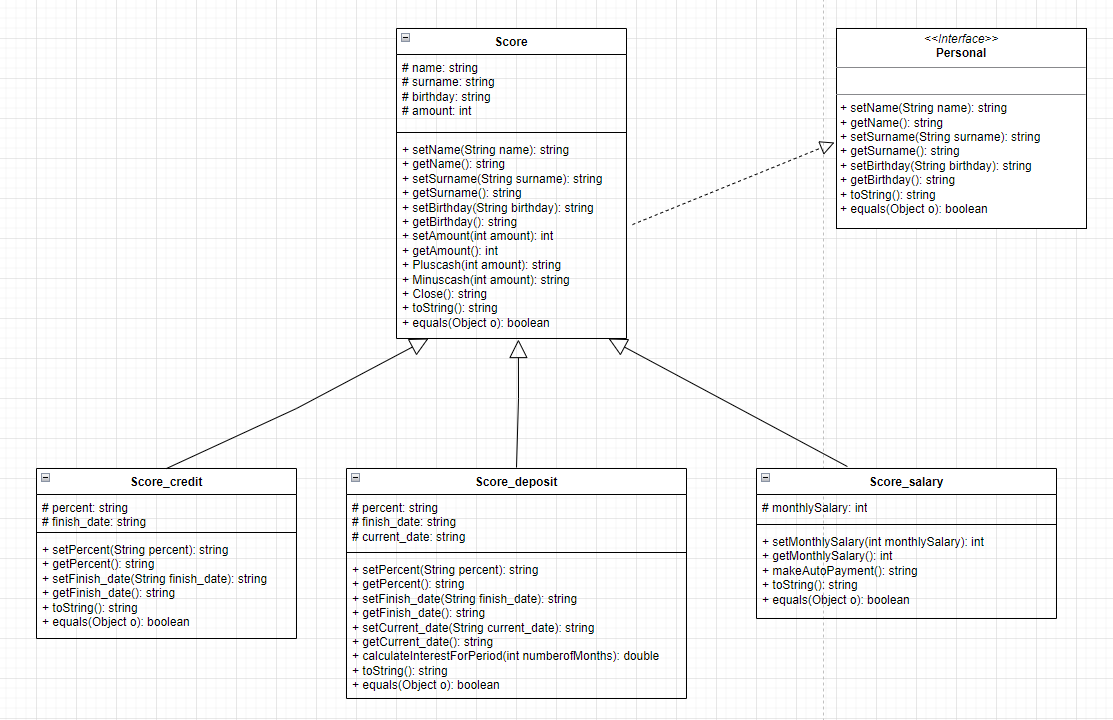 Score
# name: string
# surname: string
# birthday: string
# amount: int
+ setName(String name): string
+ getName(): string
+ setSurname(String surname): string
+ getSurname(): string
+ setBirthday(String birthday): string
+ getBirthday(): string
+ setAmount(int amount): int
+ getAmount(): int
+ Pluscash(int amount): string
+ Minuscash(int amount): string
+ Close(): string
+ toString(): string
+ equals(Object o): boolean
<<Interface>>
Personal
+ setName(String name): string
+ getName(): string
+ setSurname(String surname): string
+ getSurname(): string
+ setBirthday(String birthday): string
+ getBirthday(): string
+ toString(): string
+ equals(Object o): boolean
Score_credit
# percent: string
# finish_date: string
+ setPercent(String percent): string
+ getPercent(): string
+ setFinish_date(String finish_date): string
+ getFinish_date(): string
+ toString(): string
+ equals(Object o): boolean
Score_deposit
# percent: string
# finish_date: string
# current_date: string
+ setPercent(String percent): string
+ getPercent(): string
+ setFinish_date(String finish_date): string
+ getFinish_date(): string
+ setCurrent_date(String current_date): string
+ getCurrent_date(): string
+ calculateInterestForPeriod(int numberofMonths): double
+ toString(): string
+ equals(Object o): boolean
Score_salary
# monthlySalary: int
+ setMonthlySalary(int monthlySalary): int
+ getMonthlySalary(): int
+ makeAutoPayment(): string
+ toString(): string
+ equals(Object o): boolean